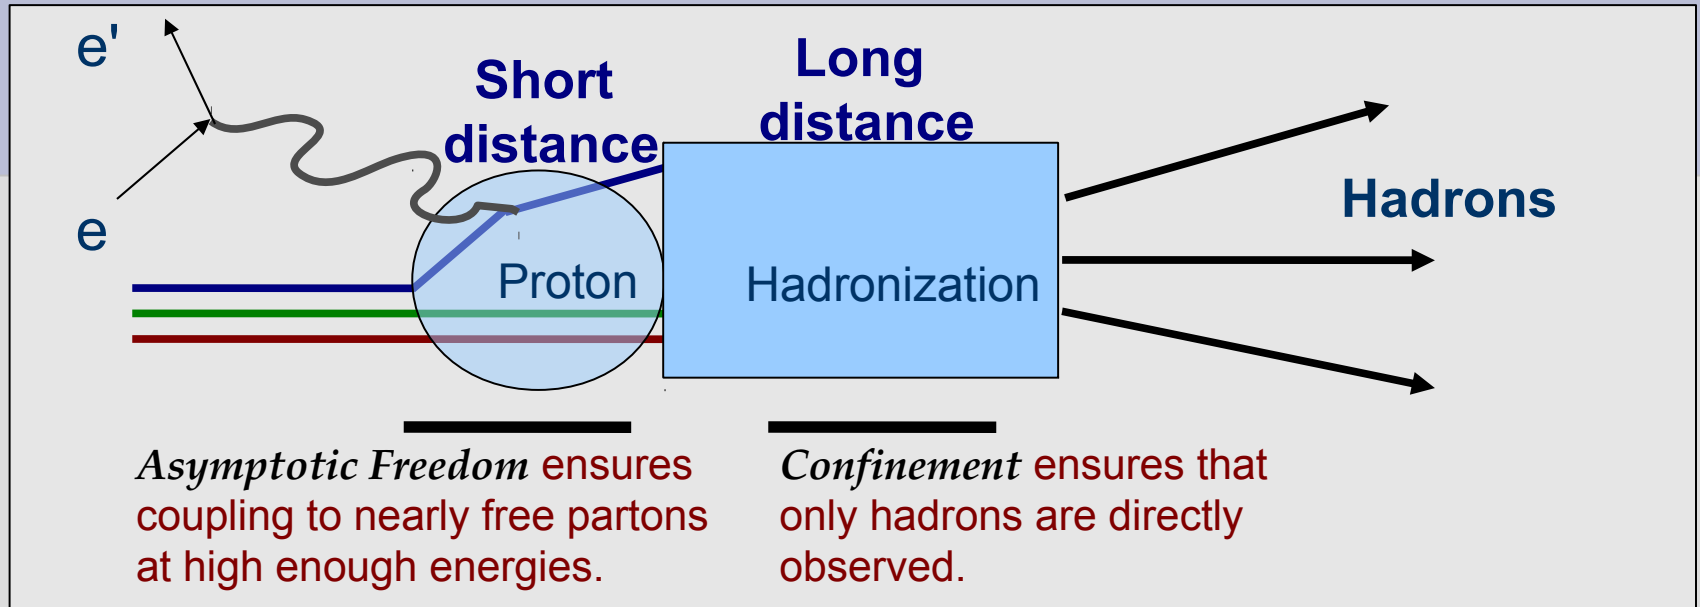 e'
e
Short
distance
Long
distance
Proton
Hadronization
Hadrons
Asymptotic Freedom ensures
coupling to nearly free partons
at high enough energies.
Confinement ensures that
only hadrons are directly
observed.